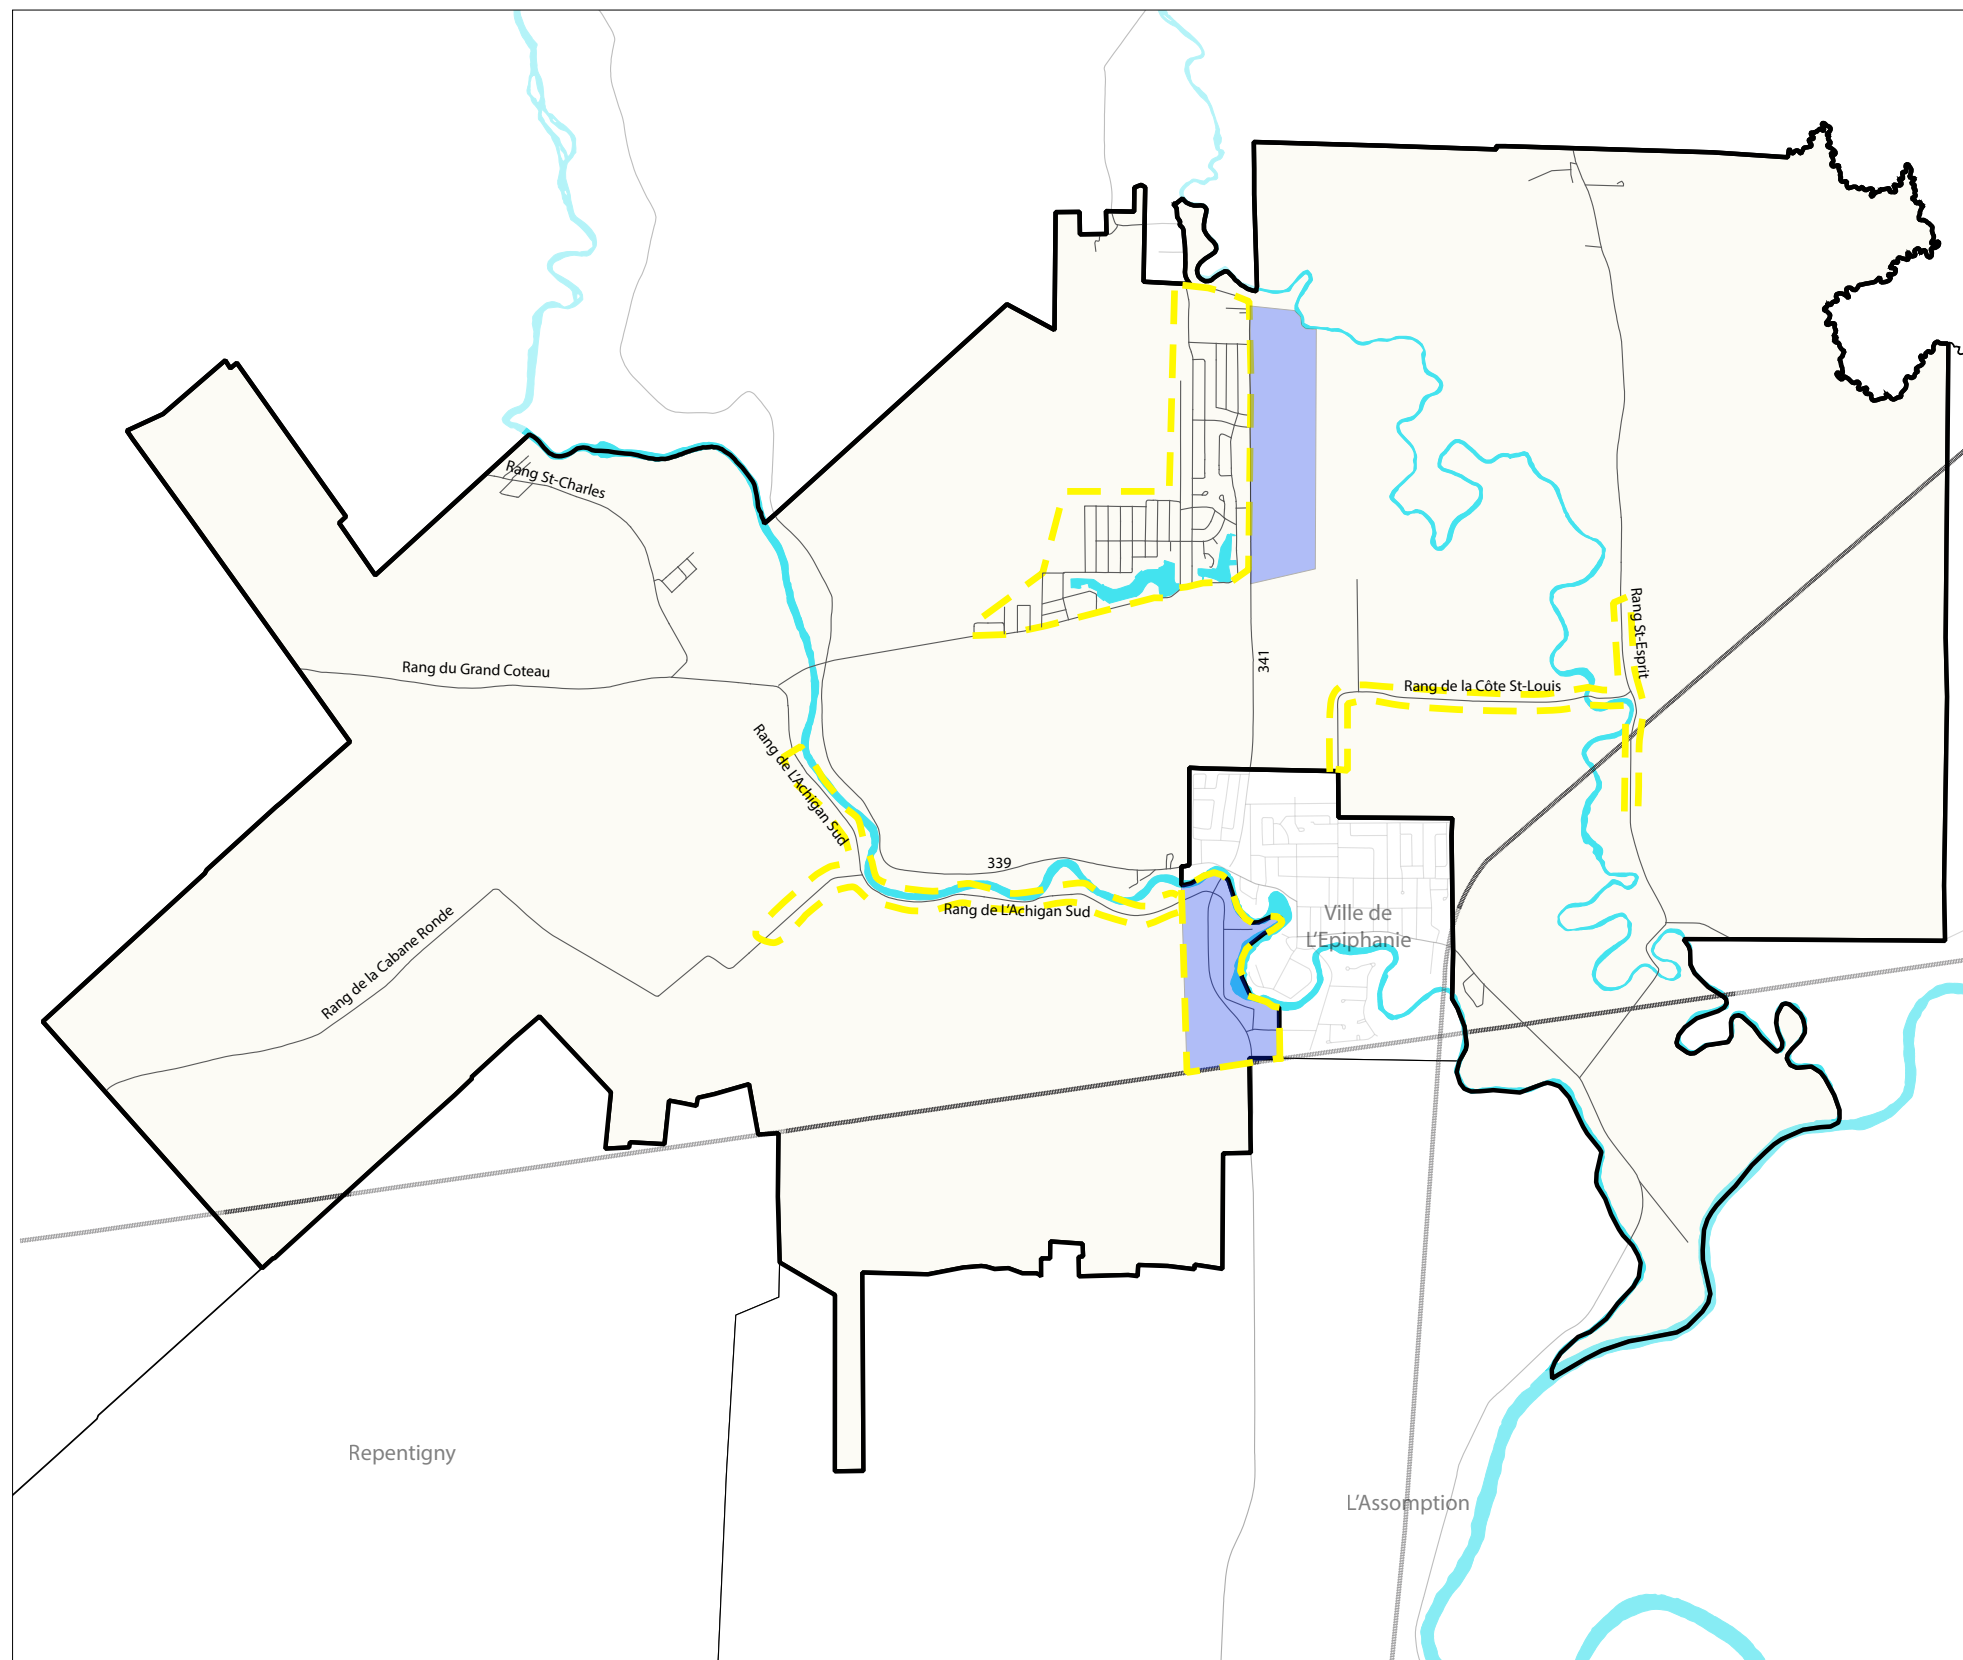 Rang St-Charles
Rang du Grand Coteau
Rang St-Esprit
341
Rang de la Côte St-Louis
Rang de L'Achigan Sud
339
Rang de L'Achigan Sud
Rang de la Cabane Ronde
Ville de
L'Epiphanie
Repentigny
L'Assomption